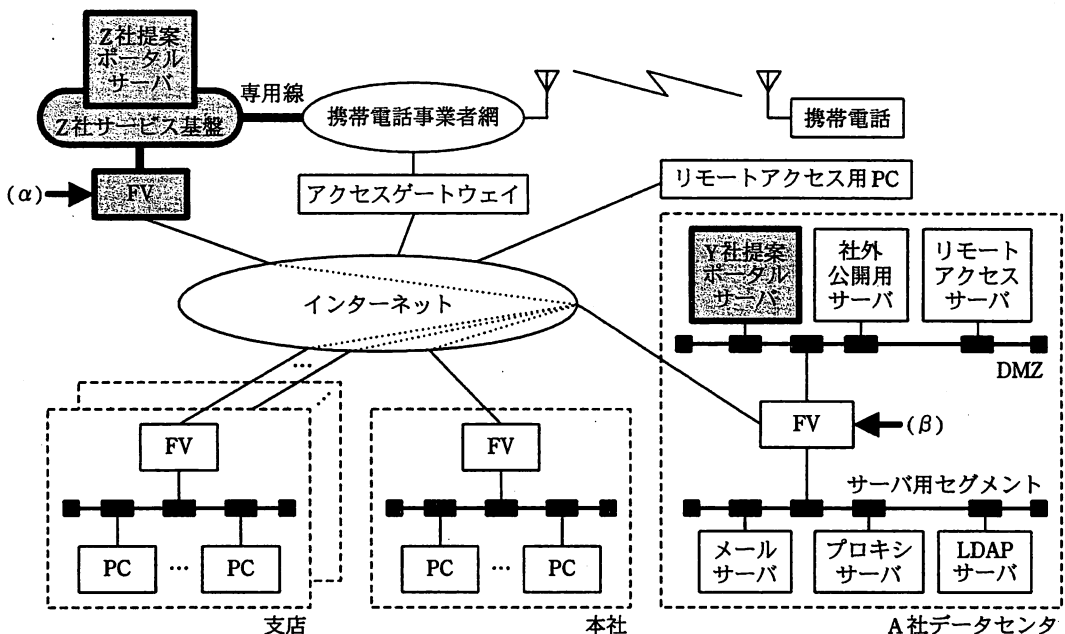 Z社提案
ポータル
サーバ
専用線
Z社サービス基盤
携帯電話事業者網
携帯電話
(α)
FV
アクセスゲートウェイ
リモートアクセス用PC
インターネット
Y社提案
ポータル
サーバ
社外
公開用
サーバ
リモート
アクセス
サーバ
DMZ
FV
(β)
サーバ用セグメント
メール
サーバ
プロキシ
サーバ
LDAP
サーバ
A社データセンタ
…
FV
PC
…
PC
支店
FV
PC
…
PC
本社